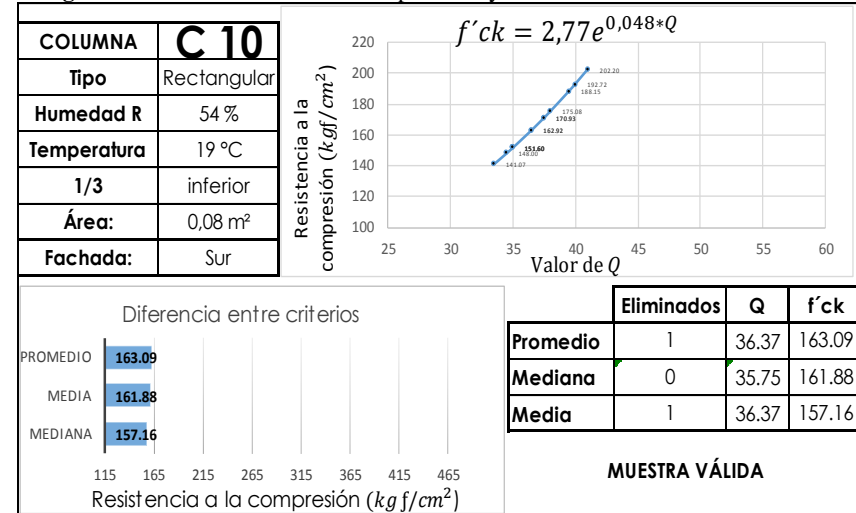 COLUMNA C 10
Tipo Rectangular
Humedad R 54 %
Temperatura 19 °C
1/3 inferior
Área: 0,08 m²
Fachada: Sur
f´ck = 2,77e^0,048*Q
Resistencia a la
compresión (kgf/cm²)
220
200
180
160
140
120
100
202.20
192.72
188.15
175.08
170.93
162.92
151.60
148.00
141.07
25 30 35 40 45 50 55 60
Valor de Q
Diferencia entre criterios
PROMEDIO 163.09
MEDIA 161.88
MEDIANA 157.16
115 165 215 265 315 365 415 465
Resistencia a la compresión (kg f/cm²)
Eliminados Q f´ck
Promedio 1 36.37 163.09
Mediana 0 35.75 161.88
Media 1 36.37 157.16
MUESTRA VÁLIDA